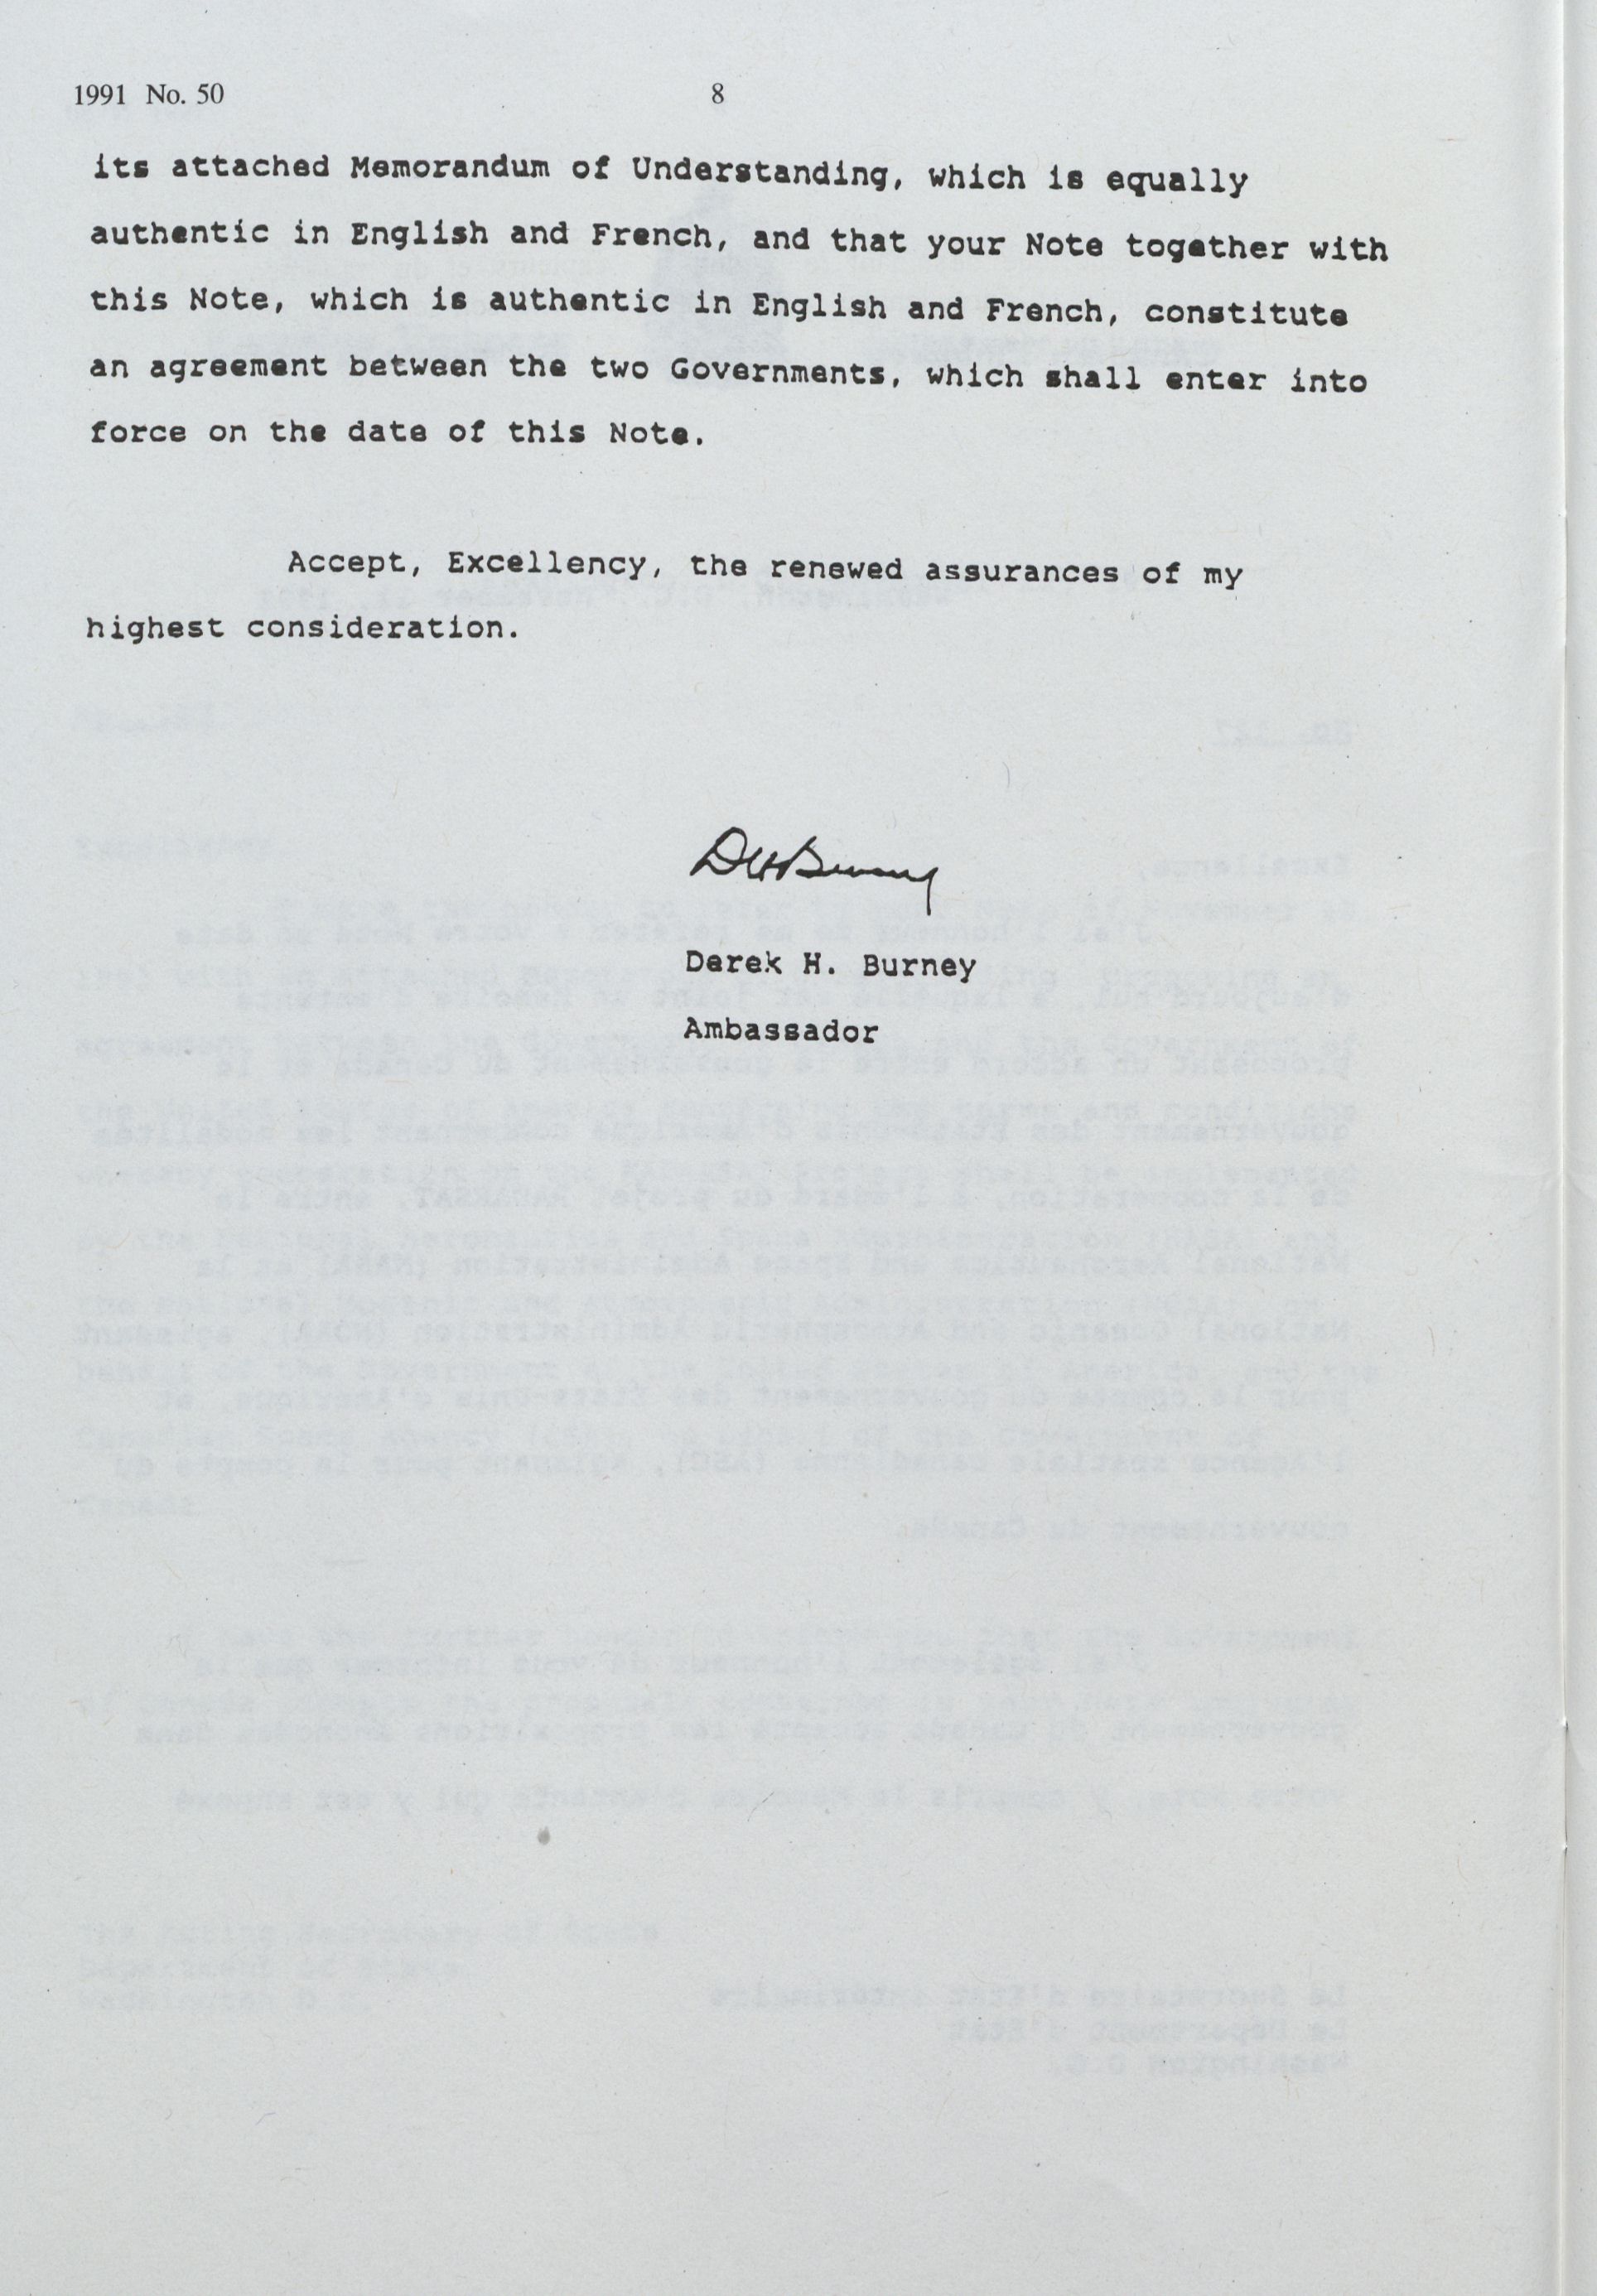 1991 No. 50
8
its attached Memorandum of Understanding, which is equally
authentic in English and French, and that your Note together with
this Note, which is authentic in English and French, constitute
an agreement between the two Governments, which shall enter into
force on the date of this Note.
Accept, Excellency, the renewed assurances of my
highest consideration.
DHBurney
Derek H. Burney
Ambassador